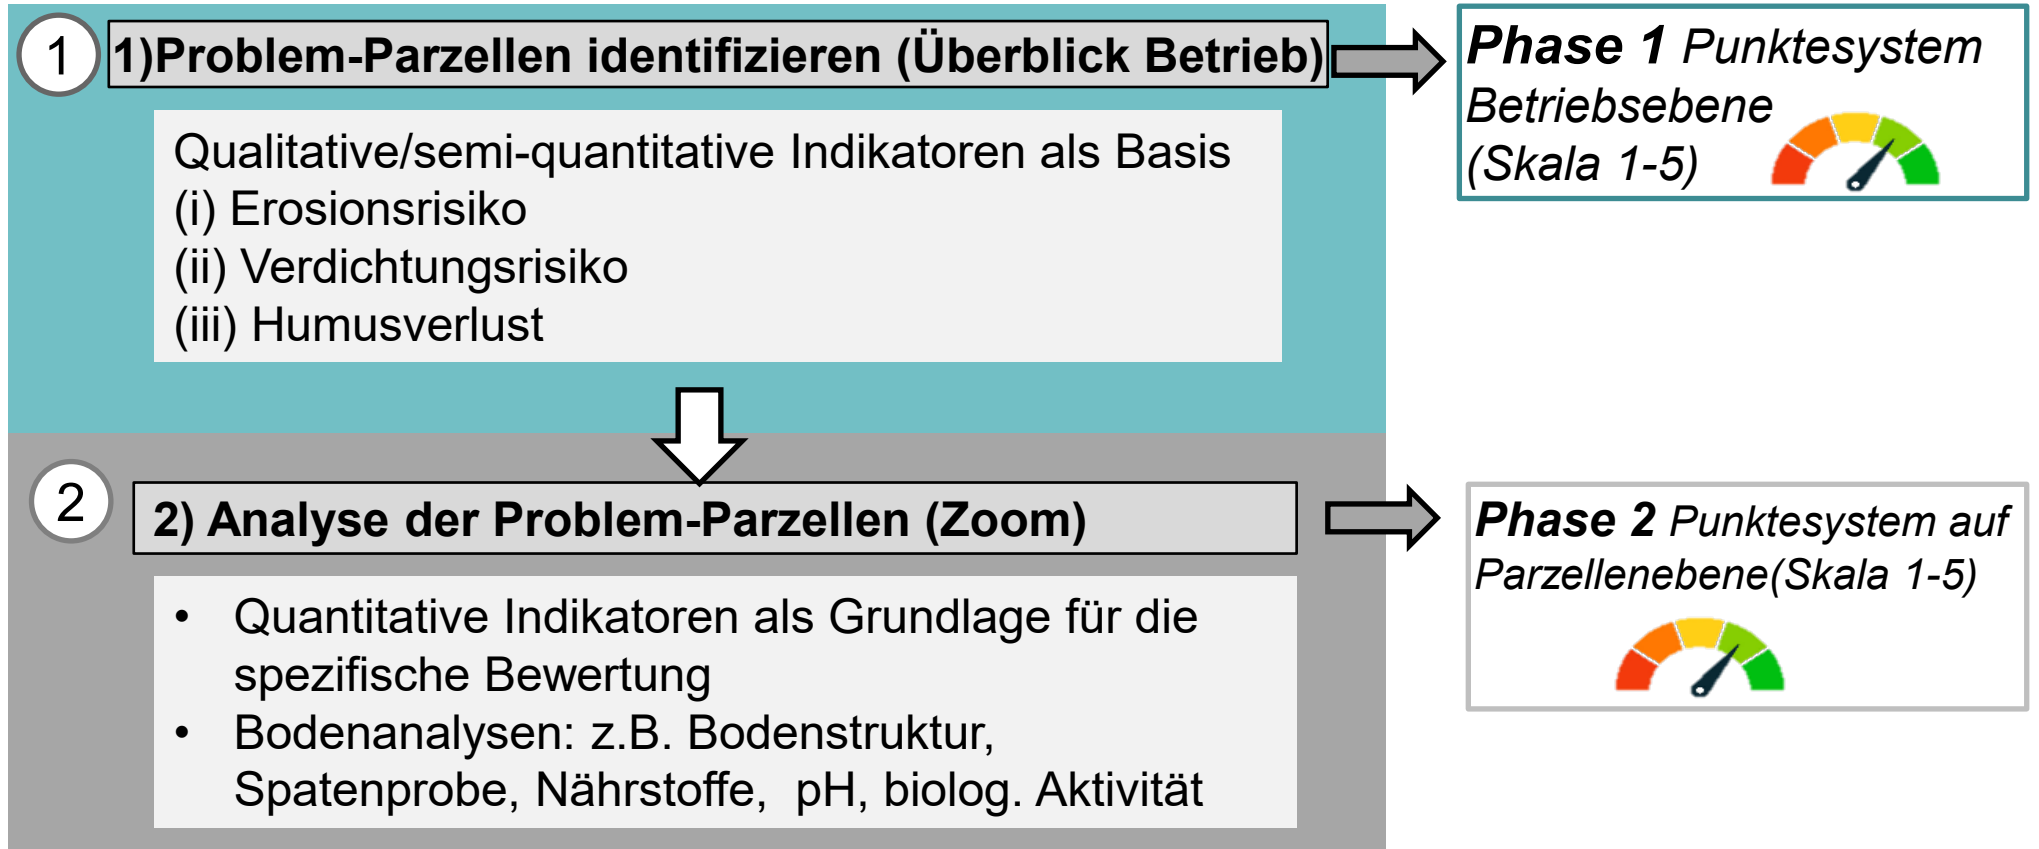 1
1)Problem-Parzellen identifizieren (Überblick Betrieb)
Qualitative/semi-quantitative Indikatoren als Basis
(i) Erosionsrisiko
(ii) Verdichtungsrisiko
(iii) Humusverlust
Phase 1 Punktesystem
Betriebsebene
(Skala 1-5)
2
2) Analyse der Problem-Parzellen (Zoom)
• Quantitative Indikatoren als Grundlage für die
spezifische Bewertung
• Bodenanalysen: z.B. Bodenstruktur,
Spatenprobe, Nährstoffe,  pH, biolog. Aktivität
Phase 2 Punktesystem auf
Parzellenebene(Skala 1-5)